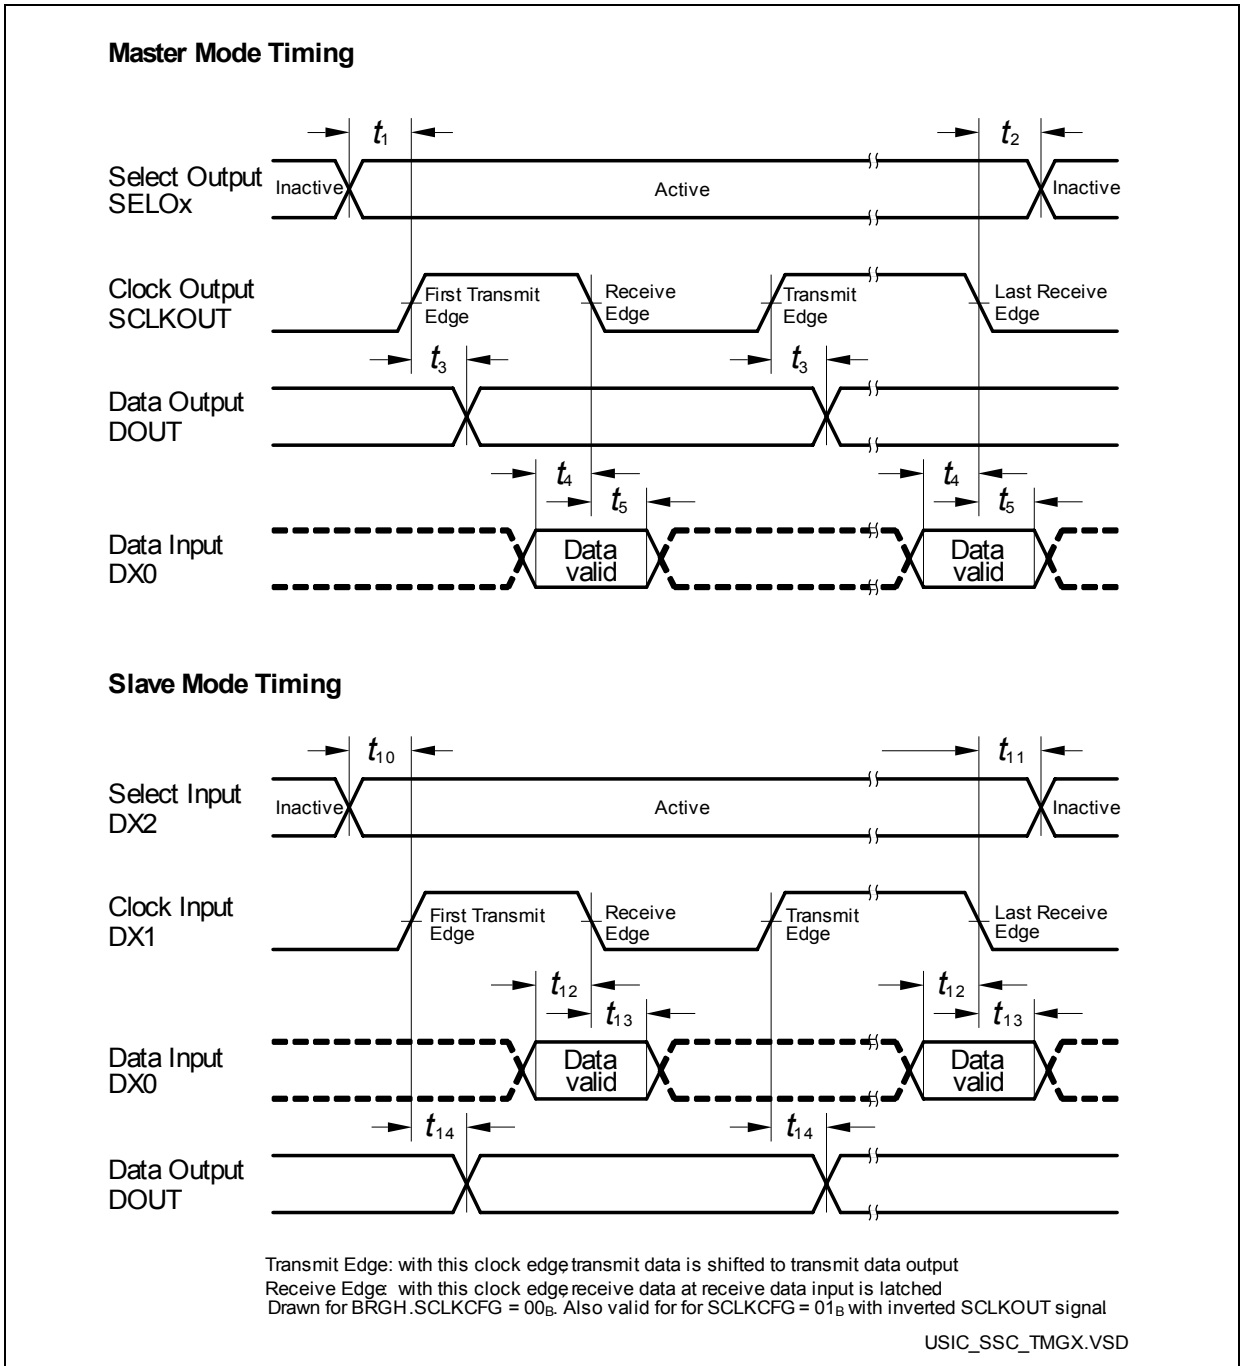 Master Mode Timing
t1
t2
Select Output
SELOx
Inactive
Active
Inactive
Clock Output
SCLKOUT
First Transmit
Edge
Receive
Edge
Transmit
Edge
Last Receive
Edge
t3
t3
Data Output
DOUT
t4
t5
t4
t5
Data Input
DX0
Data
valid
Data
valid
Slave Mode Timing
t10
t11
Select Input
DX2
Inactive
Active
Inactive
Clock Input
DX1
First Transmit
Edge
Receive
Edge
Transmit
Edge
Last Receive
Edge
t12
t13
t12
t13
Data Input
DX0
Data
valid
Data
valid
t14
t14
Data Output
DOUT
Transmit Edge: with this clock edge, transmit data is shifted to transmit data output
Receive Edge: with this clock edge, receive data at receive data input is latched
Drawn for BRGH.SCLKCFG = 00B. Also valid for for SCLKCFG = 01B with inverted SCLKOUT signal.
USIC_SSC_TMGX.VSD